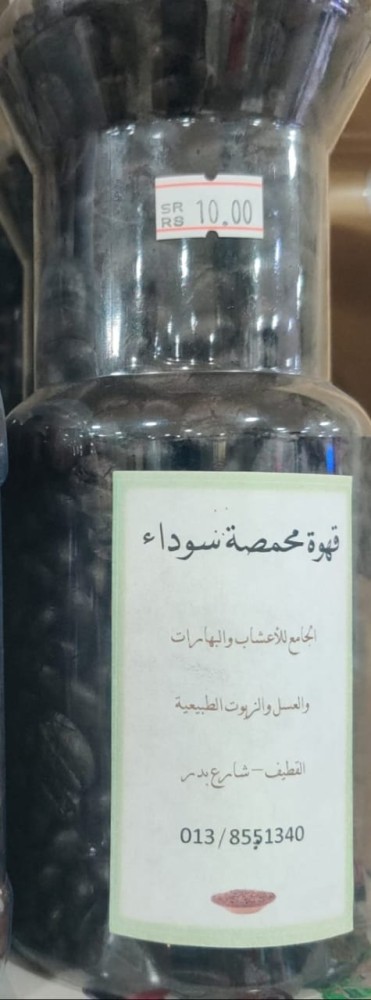 SR
RS 10.00
قهوة محمصة سوداء
الجامع للأعشاب والبهارات
والعسل والزيوت الطبيعية
القطيف - شارع بدر
013/8551340